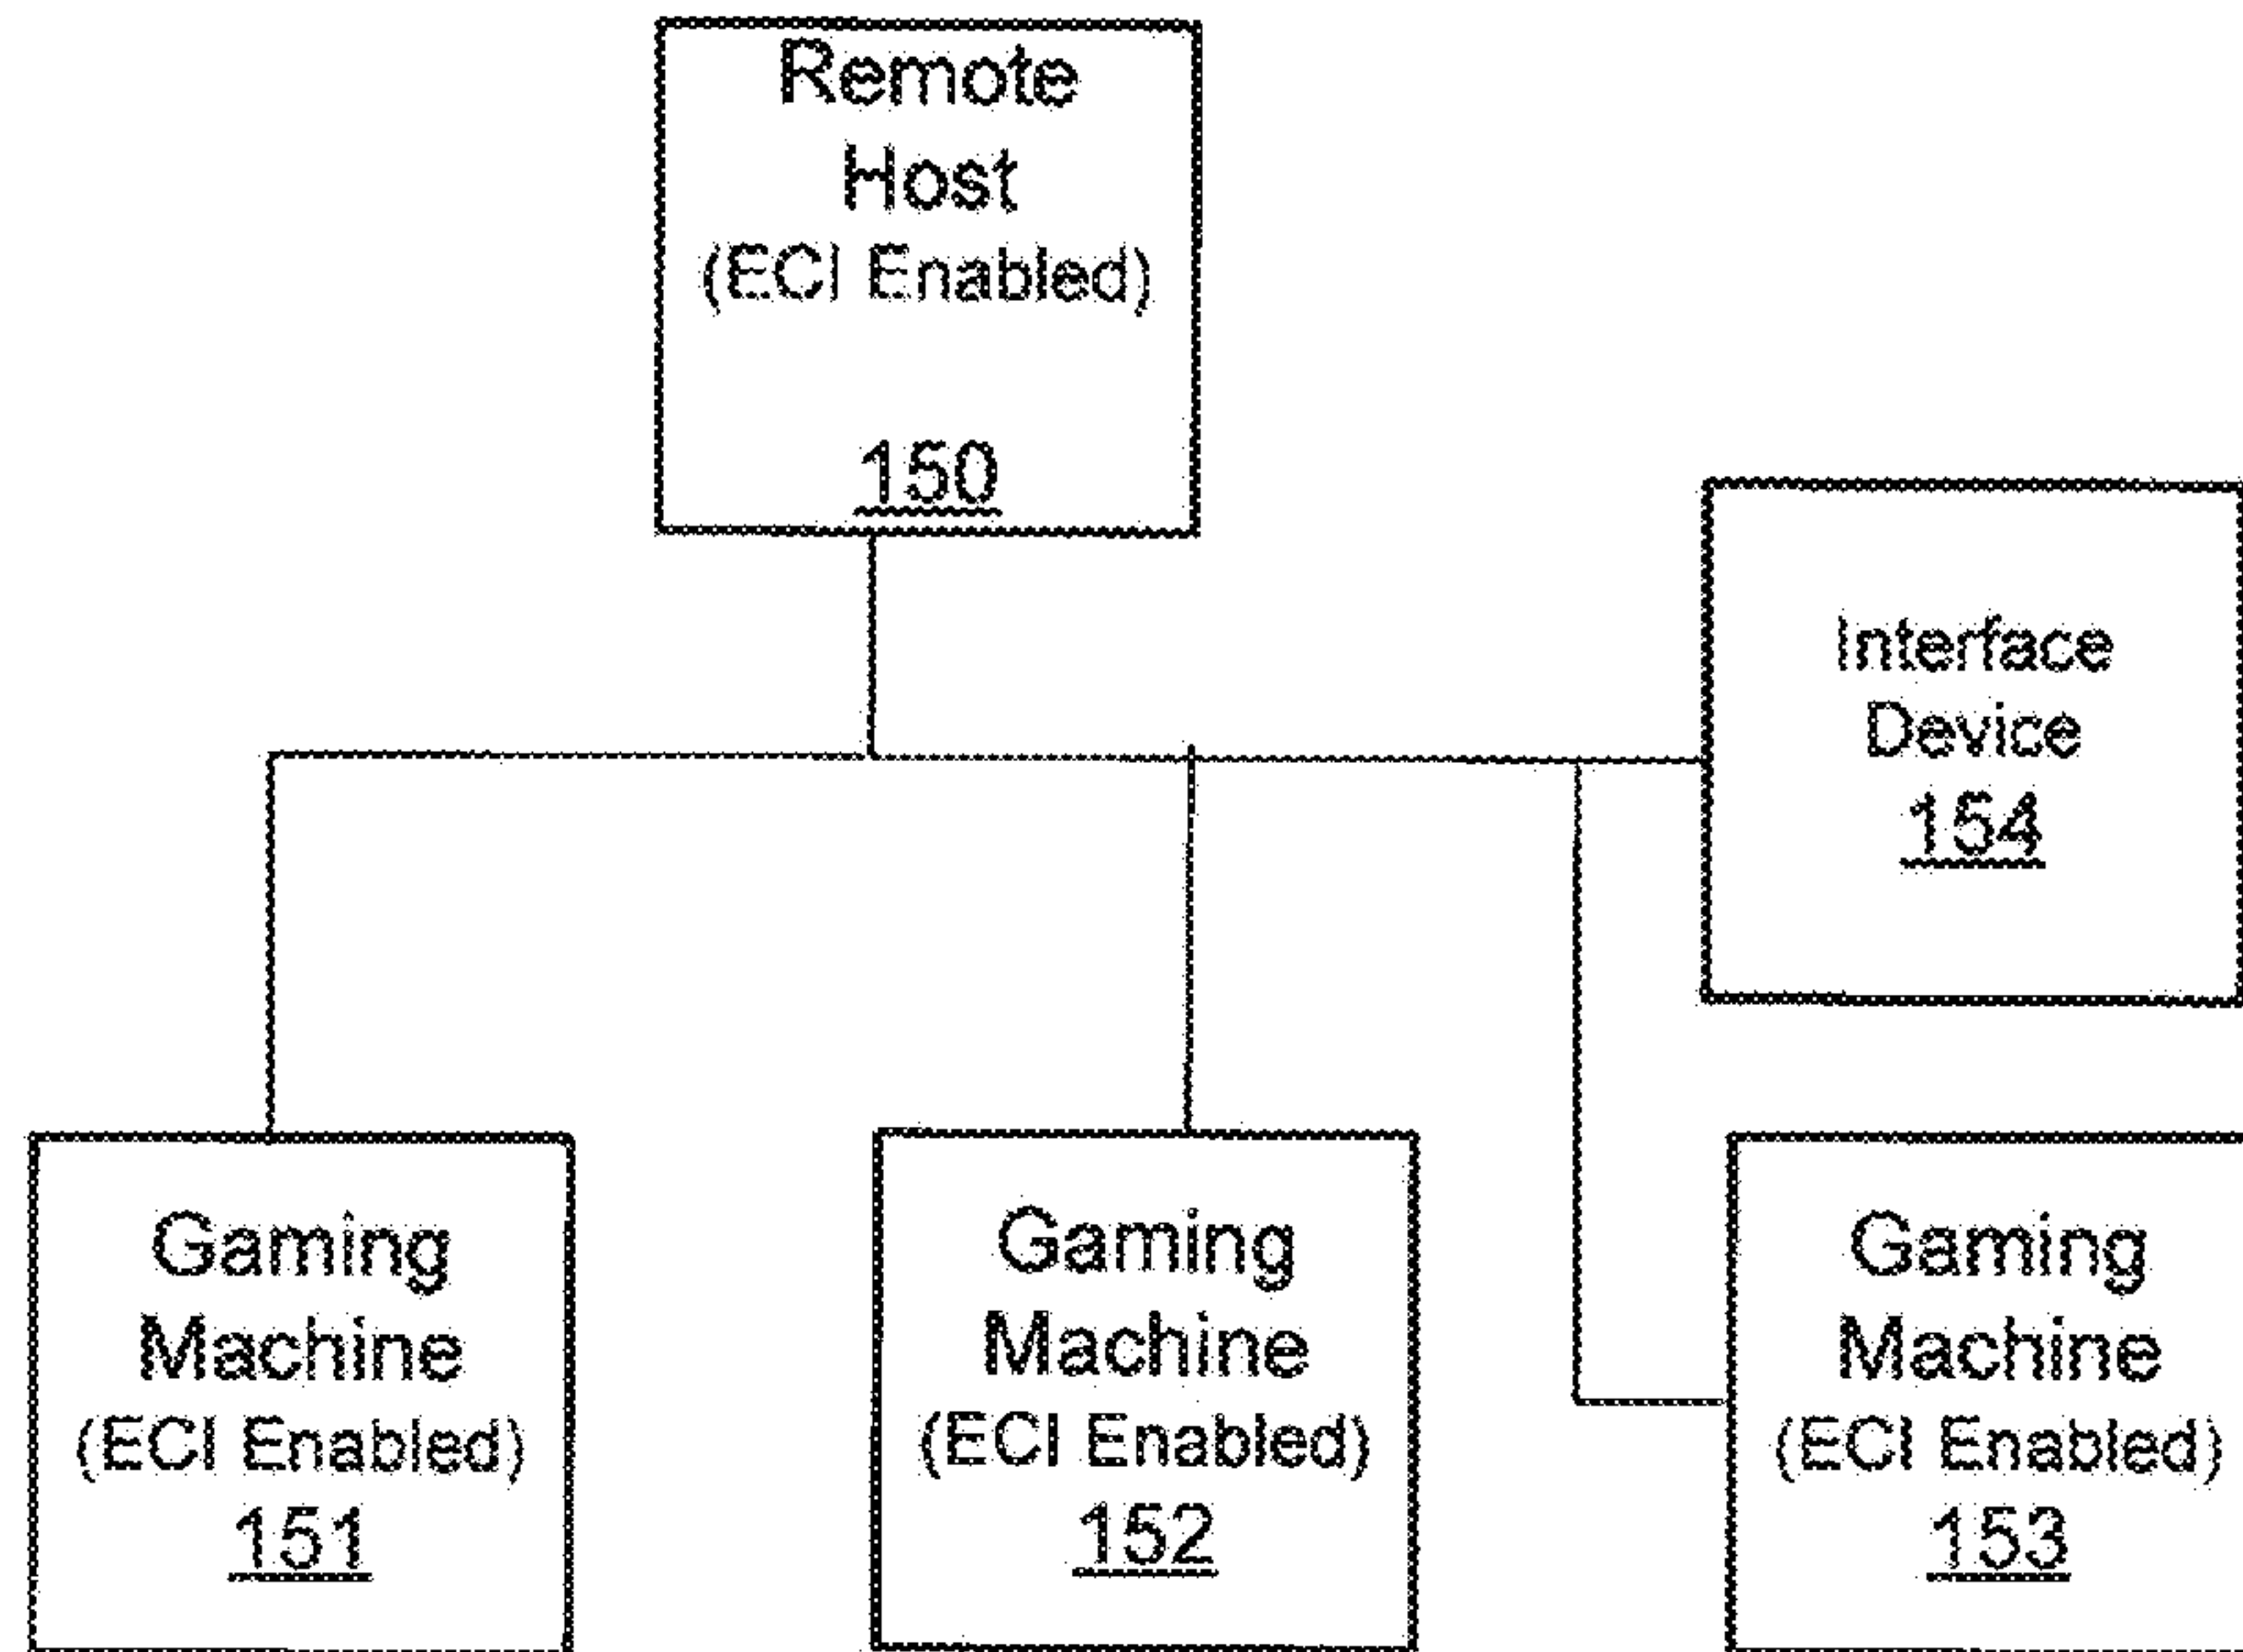 Remote
Host
(ECI Enabled)
150
Interface
Device
154
Gaming
Machine
(ECI Enabled)
151
Gaming
Machine
(ECI Enabled)
152
Gaming
Machine
(ECI Enabled)
153